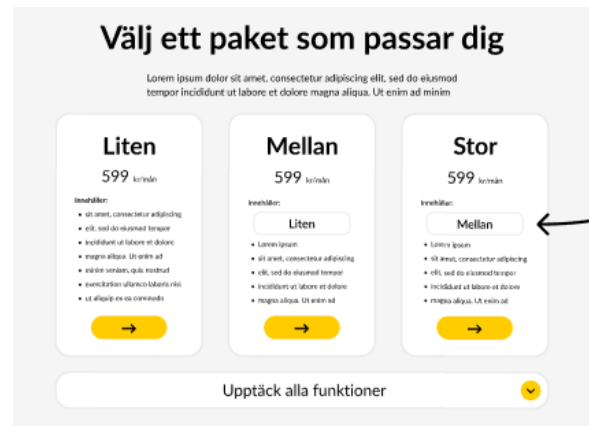 Välj ett paket som passar dig
Lorem ipsum dolor sit amet, consectetur adipiscing elit, sed do eiusmod
tempor incididunt ut labore et dolore magna aliqua. Ut enim ad minim
Liten
599 kr/mån
Innehåller:
• sit amet, consectetur adipiscing
• elit, sed do eiusmod tempor
• incididunt ut labore et dolore
• magna aliqua. Ut enim ad
• minim veniam, quis nostrud
• exercitation ullamco laboris nisi
• ut aliquip ex ea commodo
→
Mellan
599 kr/mån
Innehåller:
Liten
• Lorem ipsum
• sit amet, consectetur adipiscing
• elit, sed do eiusmod tempor
• incididunt ut labore et dolore
• magna aliqua. Ut enim ad
→
Stor
599 kr/mån
Innehåller:
Mellan
• Lorem ipsum
• sit amet, consectetur adipiscing
• elit, sed do eiusmod tempor
• incididunt ut labore et dolore
• magna aliqua. Ut enim ad
→
Upptäck alla funktioner